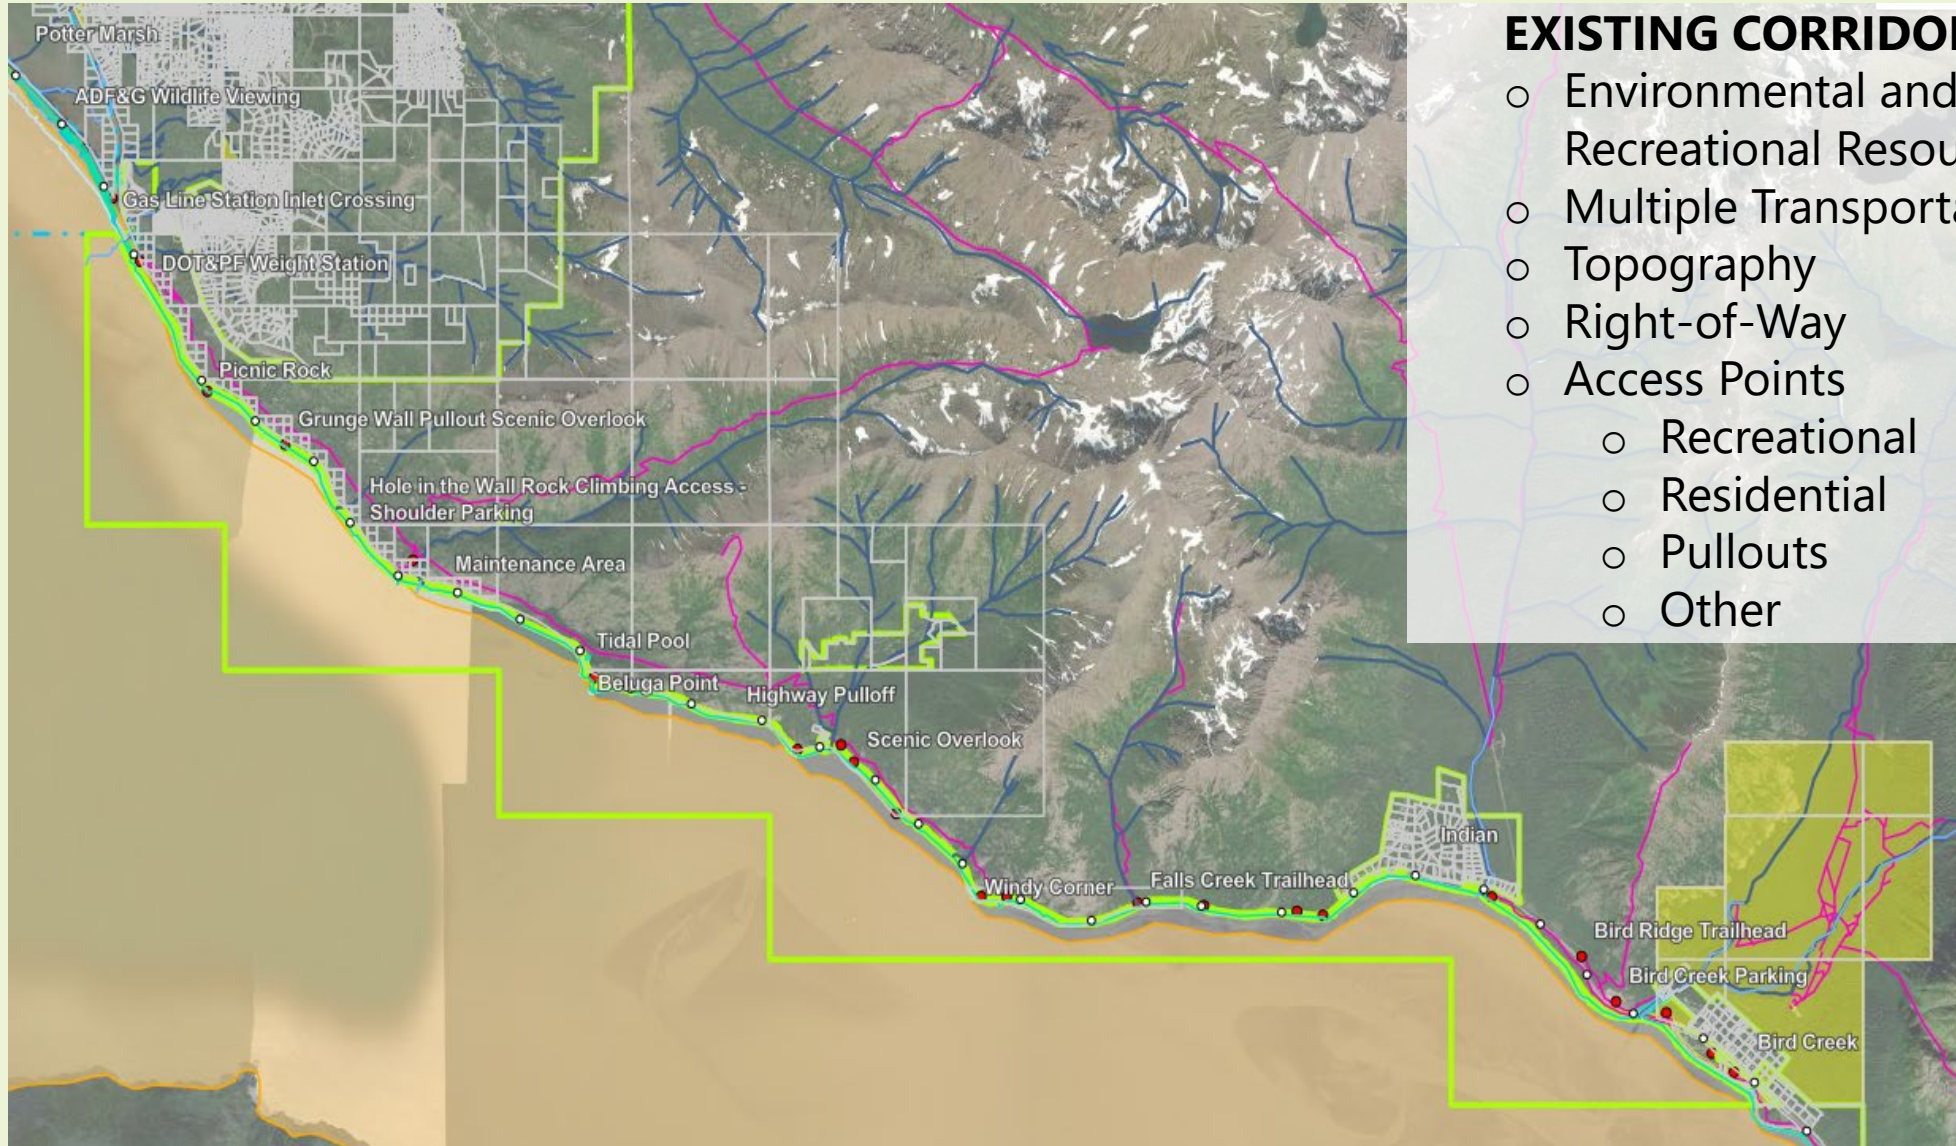 EXISTING CORRIDO
○ Environmental and
Recreational Resou
○ Multiple Transporta
○ Topography
○ Right-of-Way
○ Access Points
○ Recreational
○ Residential
○ Pullouts
○ Other
Potter Marsh
ADF&G Wildlife Viewing
Gas Line Station Inlet Crossing
DOT&PF Weight Station
Picnic Rock
Grunge Wall Pullout Scenic Overlook
Hole in the Wall Rock Climbing Access -
Shoulder Parking
Maintenance Area
Tidal Pool
Beluga Point
Highway Pulloff
Scenic Overlook
Windy Corner
Falls Creek Trailhead
Indian
Bird Ridge Trailhead
Bird Creek Parking
Bird Creek